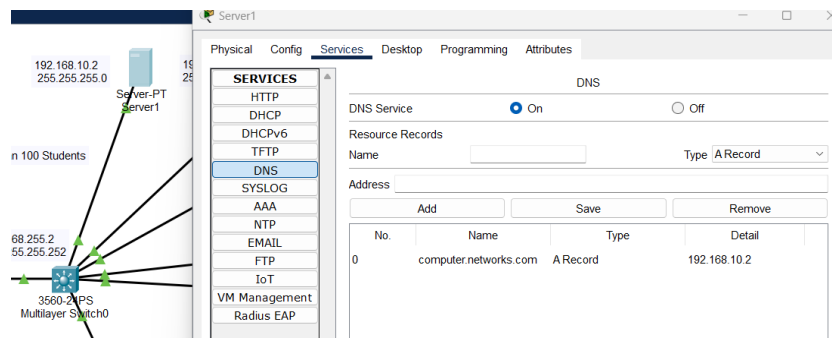 Server1
Physical Config Services Desktop Programming Attributes
192.168.10.2
255.255.255.0
Server-PT
Server1
19
25
n 100 Students
68.255.2
55.255.252
3560-24PS
Multilayer Switch0
SERVICES
HTTP
DHCP
DHCPv6
TFTP
DNS
SYSLOG
AAA
NTP
EMAIL
FTP
IoT
VM Management
Radius EAP
DNS
DNS Service On Off
Resource Records
Name Type A Record
Address
Add Save Remove
No. Name Type Detail
0 computer.networks.com A Record 192.168.10.2